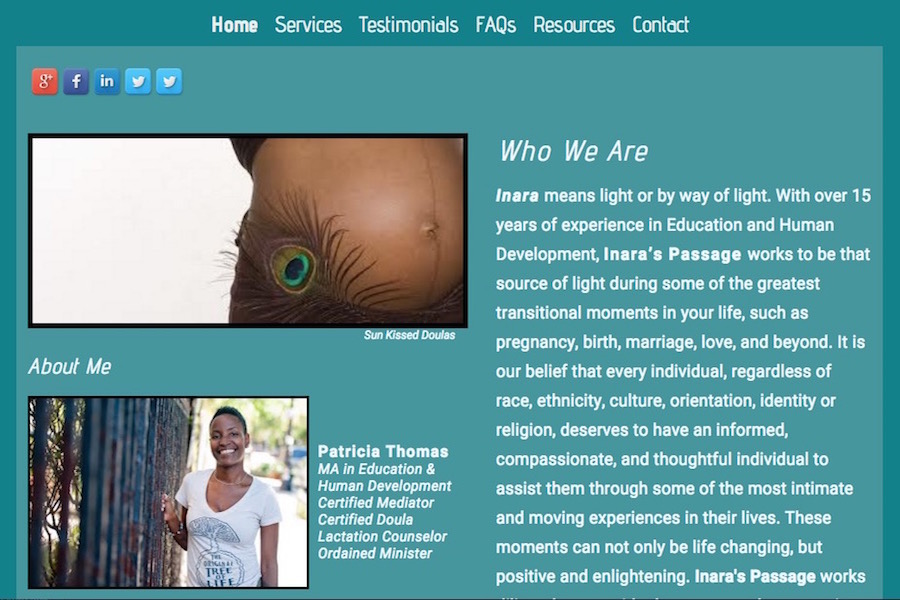 Home Services Testimonials FAQs Resources Contact
g+ f in
Who We Are
Inara means light or by way of light. With over 15
years of experience in Education and Human
Development, Inara’s Passage works to be that
source of light during some of the greatest
transitional moments in your life, such as
pregnancy, birth, marriage, love, and beyond. It is
our belief that every individual, regardless of
race, ethnicity, culture, orientation, identity or
religion, deserves to have an informed,
compassionate, and thoughtful individual to
assist them through some of the most intimate
and moving experiences in their lives. These
moments can not only be life changing, but
positive and enlightening. Inara's Passage works
Sun Kissed Doulas
About Me
Patricia Thomas
MA in Education &
Human Development
Certified Mediator
Certified Doula
Lactation Counselor
Ordained Minister
THE
ORIGINAL
TREE
OF
LIFE